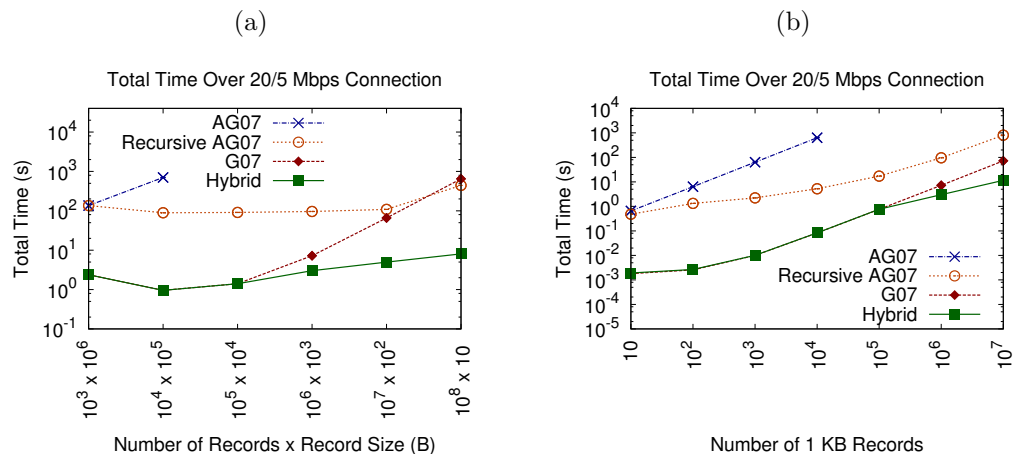 (a)
Total Time Over 20/5 Mbps Connection
Total Time (s)
10^4
10^3
10^2
10^1
10^0
10^-1
AG07
Recursive AG07
G07
Hybrid
10^3 x 10^6
10^4 x 10^5
10^5 x 10^4
10^6 x 10^3
10^7 x 10^2
10^8 x 10
Number of Records x Record Size (B)
(b)
Total Time Over 20/5 Mbps Connection
Total Time (s)
10^4
10^3
10^2
10^1
10^0
10^-1
10^-2
10^-3
10^-4
10^-5
AG07
Recursive AG07
G07
Hybrid
10
10^2
10^3
10^4
10^5
10^6
10^7
Number of 1 KB Records